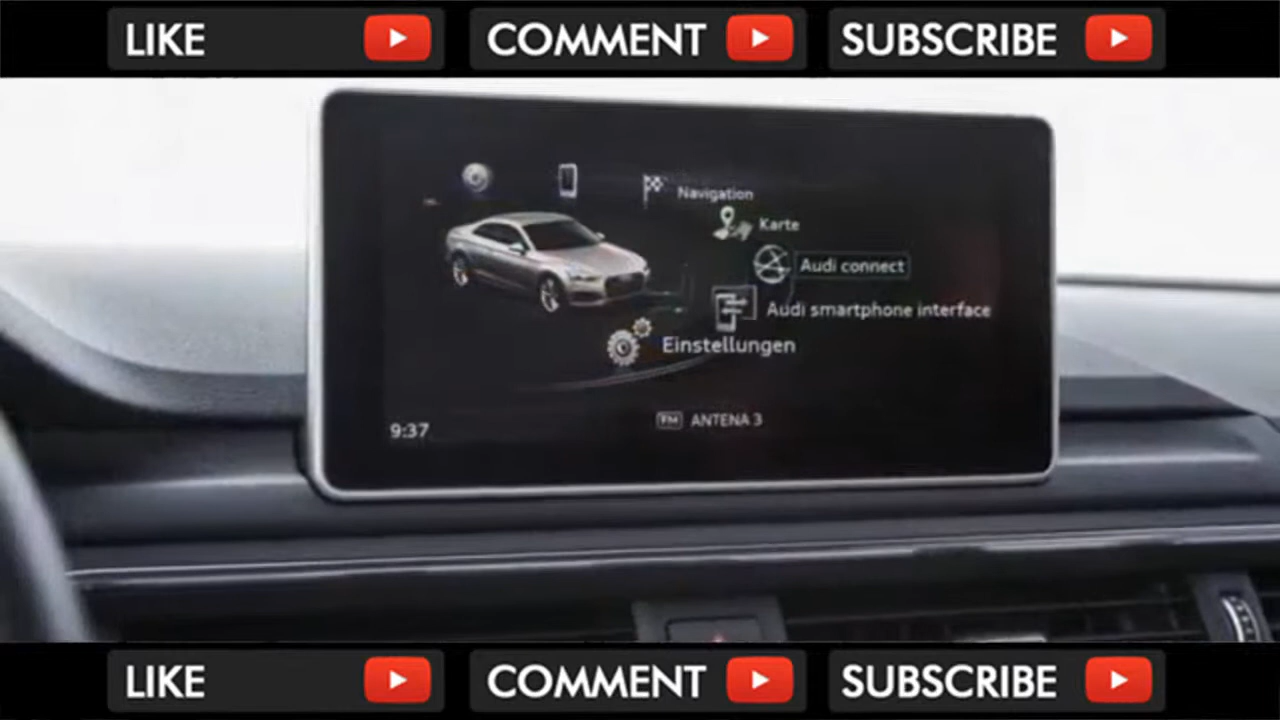 LIKE COMMENT SUBSCRIBE
Navigation
Karte
Audi connect
Audi smartphone interface
Einstellungen
FM ANTENA 3
9:37
LIKE COMMENT SUBSCRIBE